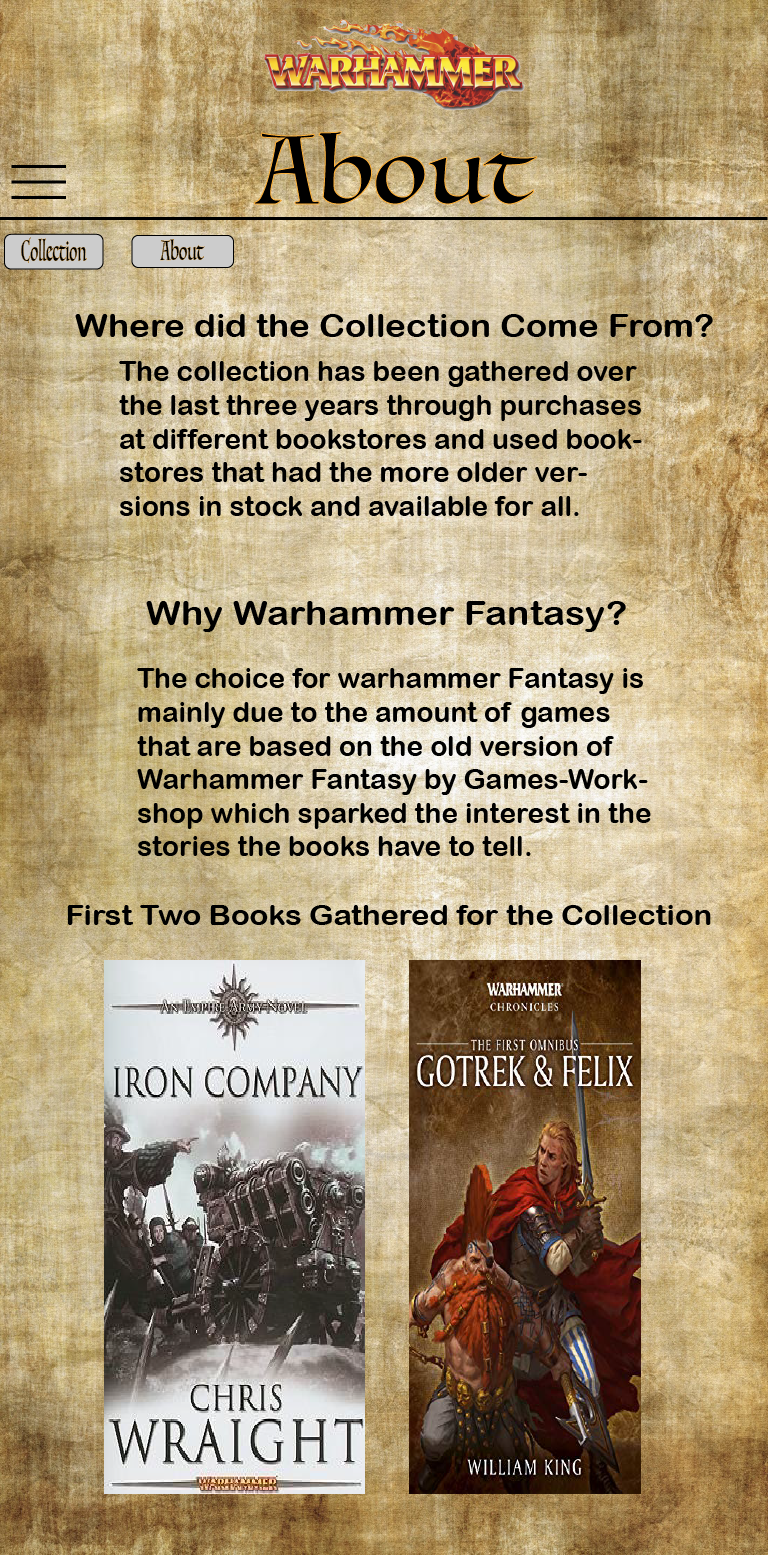 WARHAMMER
About
Collection
About
Where did the Collection Come From?
The collection has been gathered over
the last three years through purchases
at different bookstores and used book-
stores that had the more older ver-
sions in stock and available for all.
Why Warhammer Fantasy?
The choice for warhammer Fantasy is
mainly due to the amount of games
that are based on the old version of
Warhammer Fantasy by Games-Work-
shop which sparked the interest in the
stories the books have to tell.
First Two Books Gathered for the Collection
AN EMPIRE ARMY NOVEL
IRON COMPANY
CHRIS
WRAIGHT
WARHAMMER
WARHAMMER
CHRONICLES
THE FIRST OMNIBUS
GOTREK & FELIX
WILLIAM KING